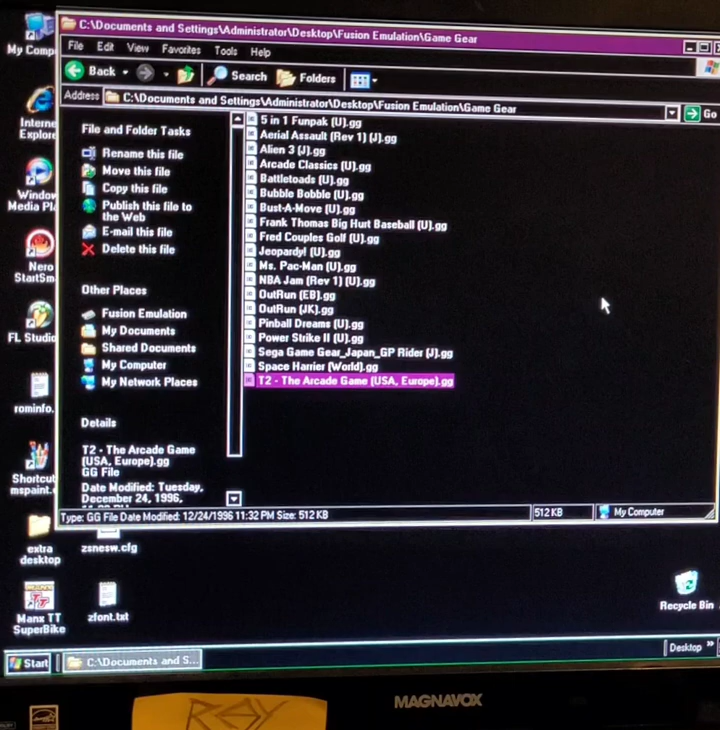 C:\Documents and Settings\Administrator\Desktop\Fusion Emulation\Game Gear
File Edit View Favorites Tools Help
Back Search Folders
Address C:\Documents and Settings\Administrator\Desktop\Fusion Emulation\Game Gear Go
File and Folder Tasks
Rename this file
Move this file
Copy this file
Publish this file to
the Web
E-mail this file
Delete this file
Other Places
Fusion Emulation
My Documents
Shared Documents
My Computer
My Network Places
Details
T2 - The Arcade Game
(USA, Europe).gg
GG File
Date Modified: Tuesday,
December 24, 1996,
5 in 1 Funpak (U).gg
Aerial Assault (Rev 1) (J).gg
Alien 3 (J).gg
Arcade Classics (U).gg
Battletoads (U).gg
Bubble Bobble (U).gg
Bust-A-Move (U).gg
Frank Thomas Big Hurt Baseball (U).gg
Fred Couples Golf (U).gg
Jeopardy! (U).gg
Ms. Pac-Man (U).gg
NBA Jam (Rev 1) (U).gg
OutRun (EB).gg
OutRun (JK).gg
Pinball Dreams (U).gg
Power Strike II (U).gg
Sega Game Gear_Japan_GP Rider (J).gg
Space Harrier (World).gg
T2 - The Arcade Game (USA, Europe).gg
Type: GG File Date Modified: 12/24/1996 11:32 PM Size: 512 KB 512 KB My Computer
My Comp
Interne
Explore
Window
Media Pl
Nero
StartSm
FL Studi
rominfo.
Shortcut
mspaint.e
extra
desktop
zsnesw.cfg
Manx TT
SuperBike
zfont.txt
Recycle Bin
Start C:\Documents and S... Desktop »
MAGNAVOX
RAY